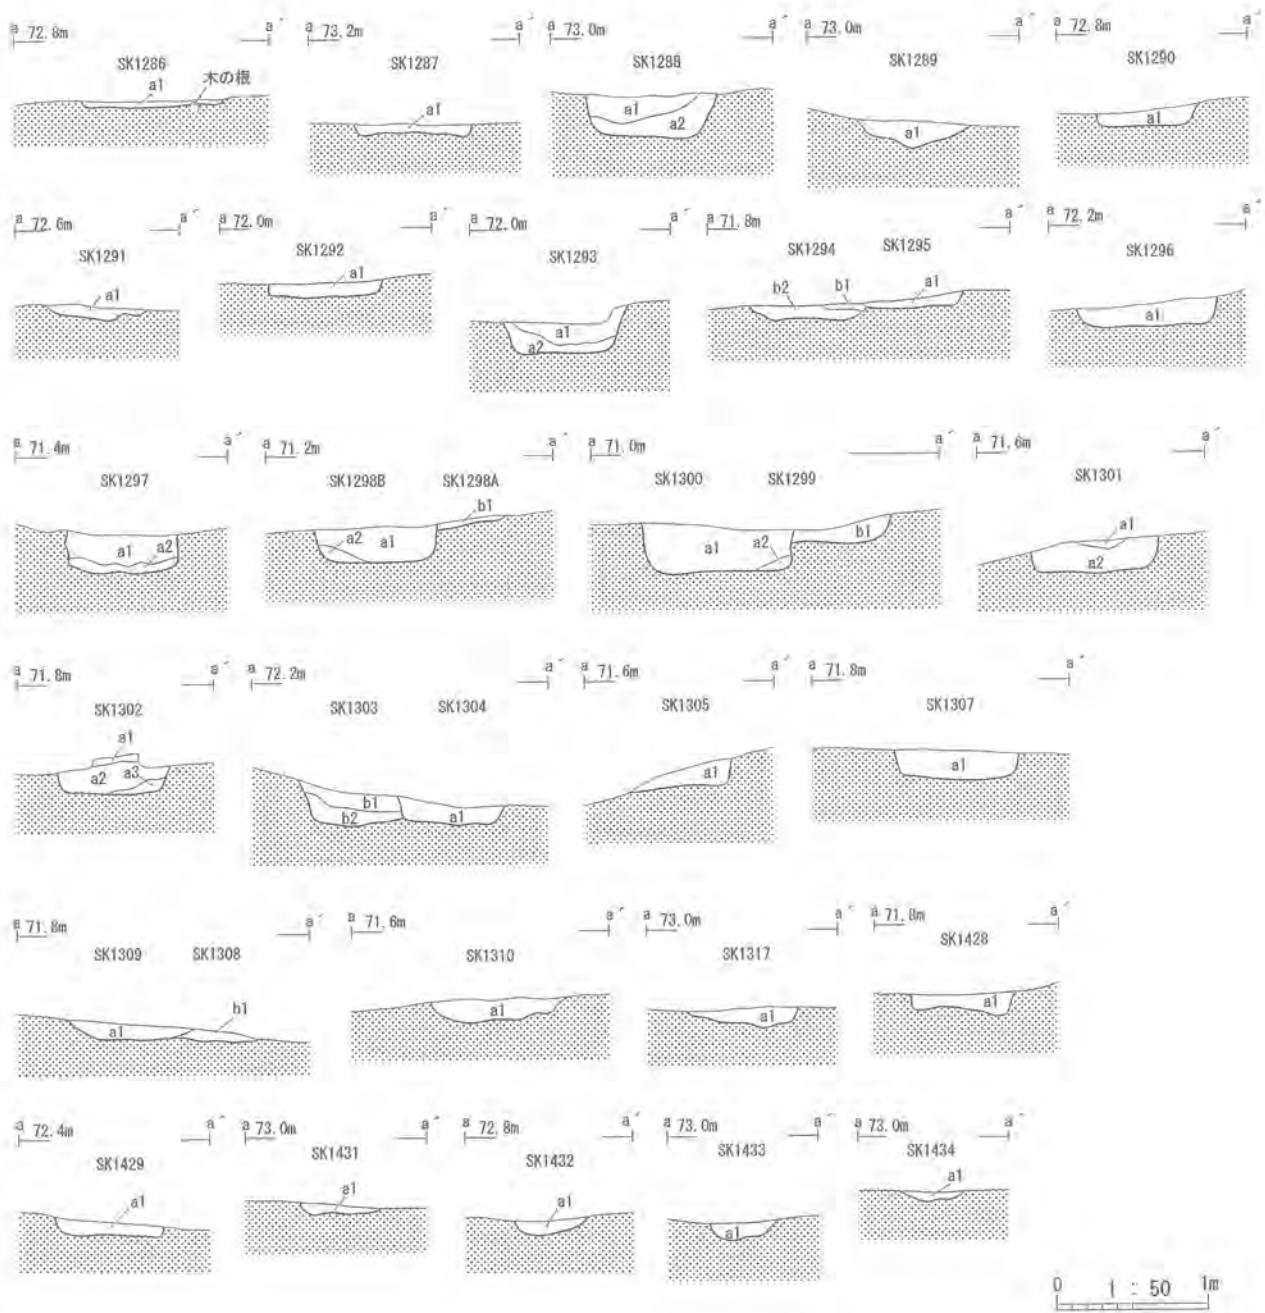 a 72.8m a´
a 73.2m a´
a 73.0m a´
a 73.0m a´
a 72.8m a´
SK1286
SK1287
SK1288
SK1289
SK1290
a1 木の根
a1
a1
a2
a1
a1
a 72.6m a´
a 72.0m a´
a 72.0m a´
a 71.8m a´
a 72.2m a´
SK1291
SK1292
SK1293
SK1294 SK1295
SK1296
a1
a1
a1
a2
b2 b1 a1
a1
a 71.4m a´
a 71.2m a´
a 71.0m a´
a 71.6m a´
SK1297
SK1298B SK1298A
SK1300 SK1299
SK1301
a1 a2
a2 a1 b1
a1 a2 b1
a1
a2
a 71.8m a´
a 72.2m a´
a 71.6m a´
a 71.8m a´
SK1302
SK1303 SK1304
SK1305
SK1307
a1
a2 a3
b1
b2 a1
a1
a1
a 71.8m a´
a 71.6m a´
a 73.0m a´
a 71.8m a´
SK1309 SK1308
SK1310
SK1317
SK1428
a1 b1
a1
a1
a1
a 72.4m a´
a 73.0m a´
a 72.8m a´
a 73.0m a´
a 73.0m a´
SK1429
SK1431
SK1432
SK1433
SK1434
a1
a1
a1
a1
a1
0 1 : 50 1m